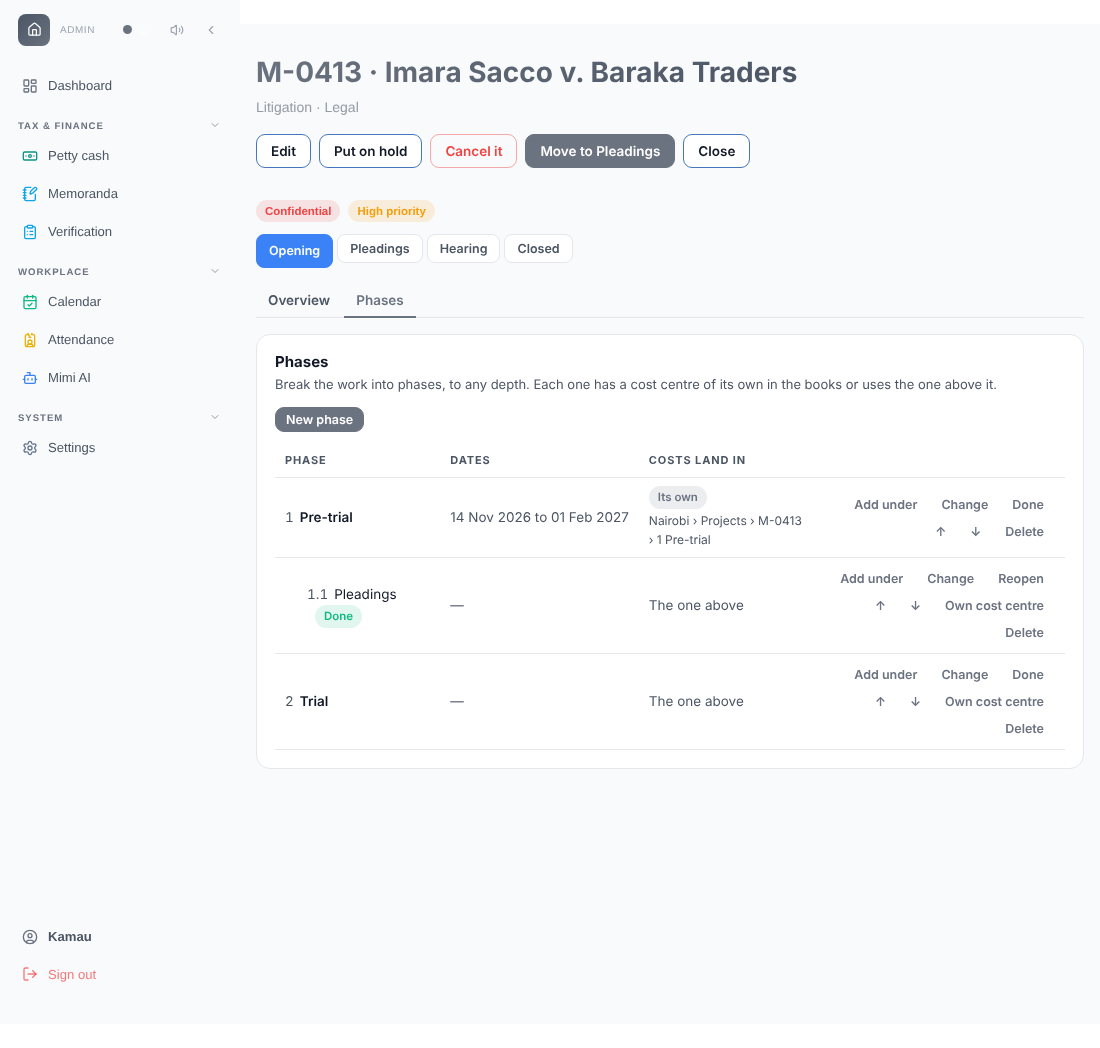 ADMIN
Dashboard
TAX & FINANCE
Petty cash
Memoranda
Verification
WORKPLACE
Calendar
Attendance
Mimi AI
SYSTEM
Settings
Kamau
Sign out
M-0413 · Imara Sacco v. Baraka Traders
Litigation · Legal
Edit Put on hold Cancel it Move to Pleadings Close
Confidential High priority
Opening Pleadings Hearing Closed
Overview Phases
Phases
Break the work into phases, to any depth. Each one has a cost centre of its own in the books or uses the one above it.
New phase
PHASE DATES COSTS LAND IN
1 Pre-trial 14 Nov 2026 to 01 Feb 2027
Its own
Nairobi › Projects › M-0413
› 1 Pre-trial
Add under Change Done
↑ ↓ Delete
1.1 Pleadings
Done
— The one above
Add under Change Reopen
↑ ↓ Own cost centre
Delete
2 Trial — The one above
Add under Change Done
↑ ↓ Own cost centre
Delete